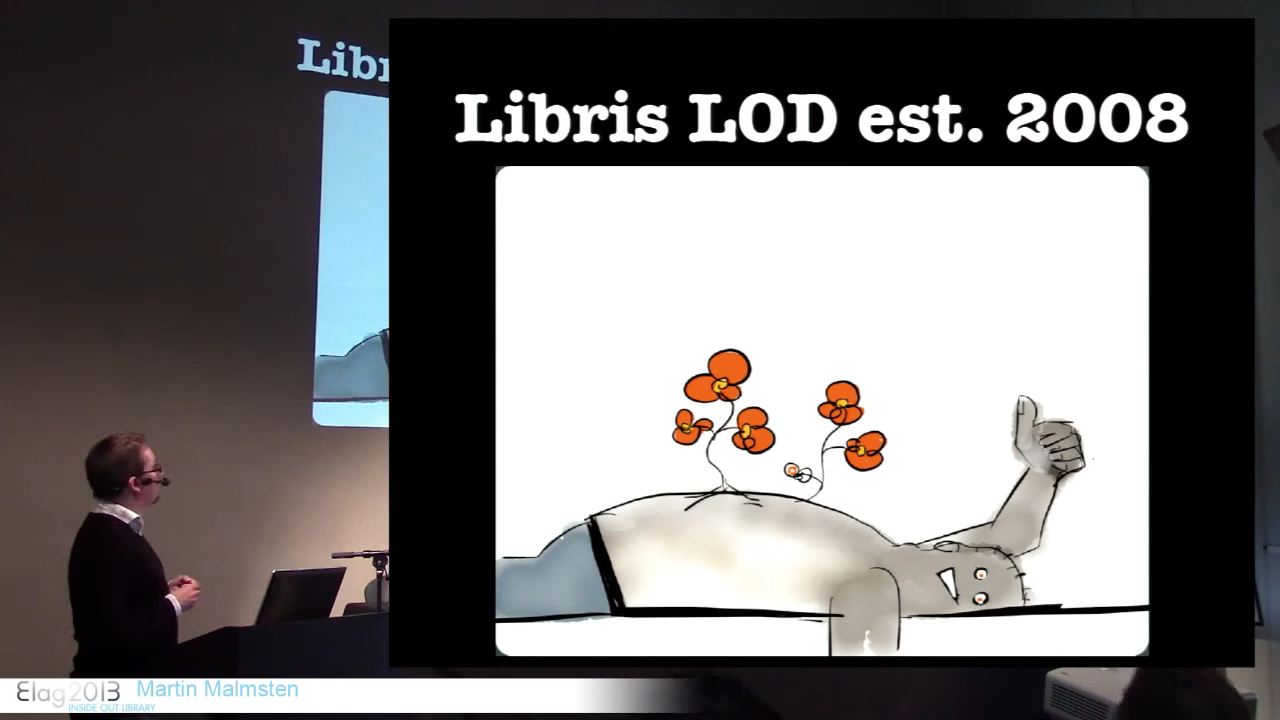 Libr
Libris LOD est. 2008
Elag2013 Martin Malmsten
INSIDE OUT LIBRARY